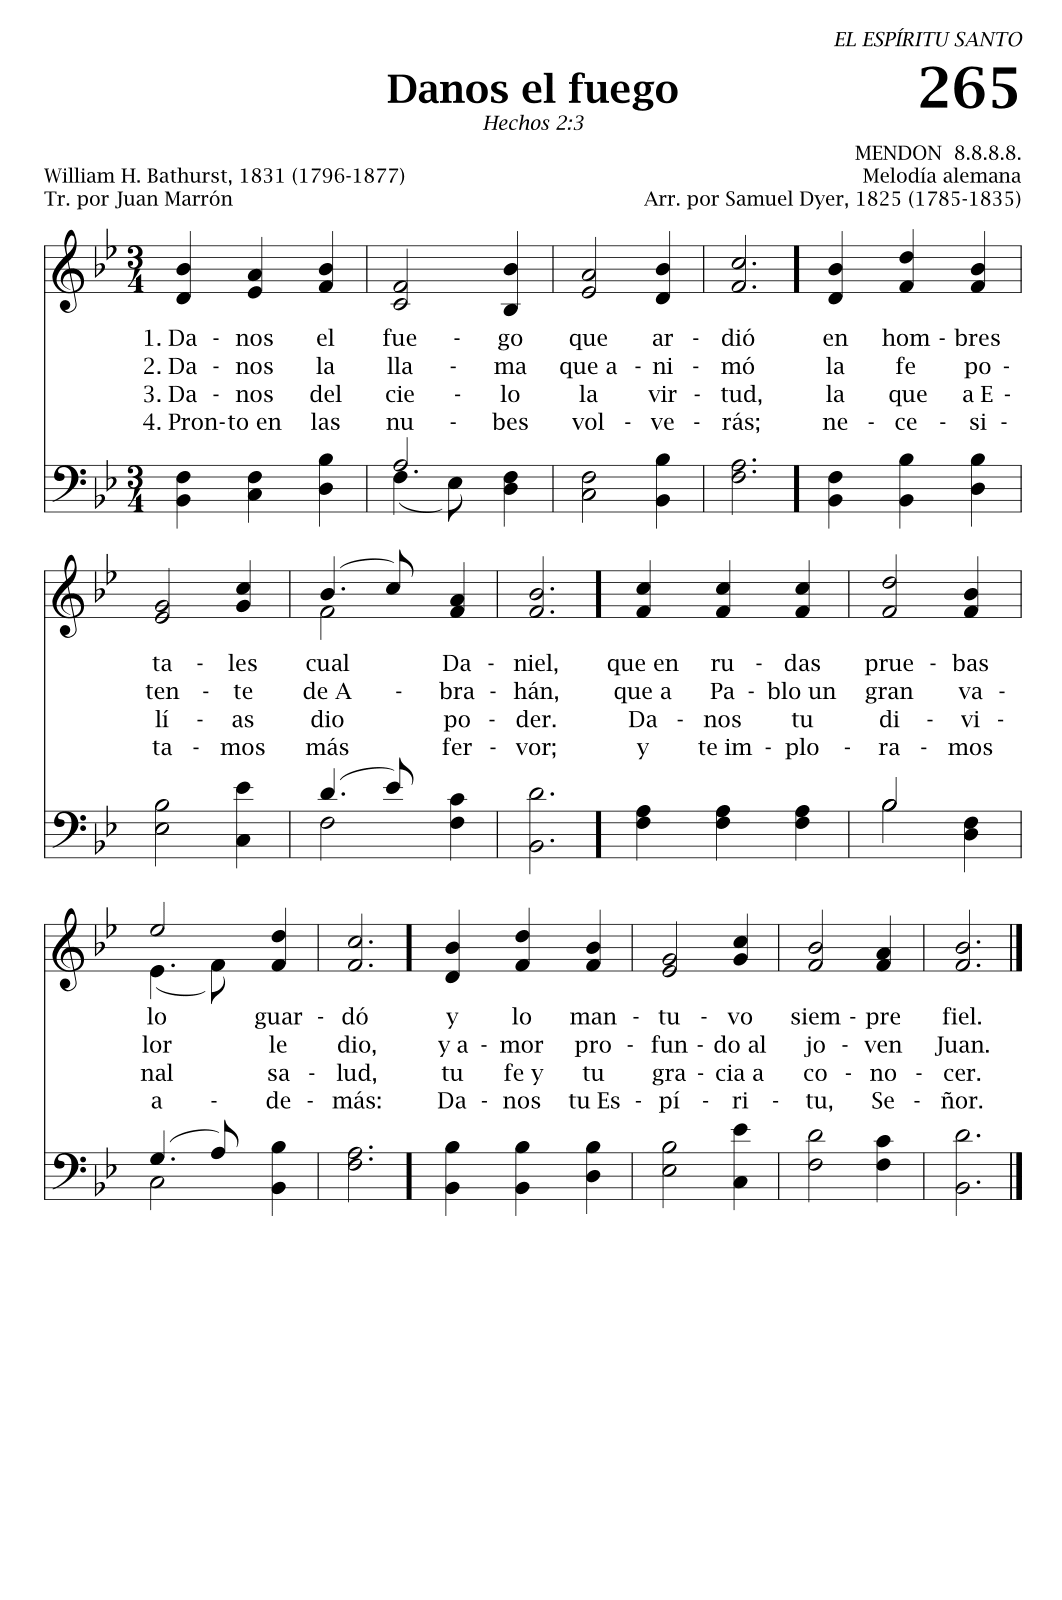 EL ESPÍRITU SANTO
265
Danos el fuego
Hechos 2:3
MENDON 8.8.8.8.
William H. Bathurst, 1831 (1796-1877)
Melodía alemana
Tr. por Juan Marrón
Arr. por Samuel Dyer, 1825 (1785-1835)
3 4
1. Da - nos el fue - go que ar - dió en hom - bres
2. Da - nos la lla - ma que a - ni - mó la fe po -
3. Da - nos del cie - lo la vir - tud, la que a E -
4. Pron-to en las nu - bes vol - ve - rás; ne - ce - si -
3 4
ta - les cual Da - niel, que en ru - das prue - bas
ten - te de A - bra - hán, que a Pa - blo un gran va -
lí - as dio po - der. Da - nos tu di - vi -
ta - mos más fer - vor; y te im - plo - ra - mos
lo guar - dó y lo man - tu - vo siem - pre fiel.
lor le dio, y a - mor pro - fun - do al jo - ven Juan.
nal sa - lud, tu fe y tu gra - cia a co - no - cer.
a - de - más: Da - nos tu Es - pí - ri - tu, Se - ñor.